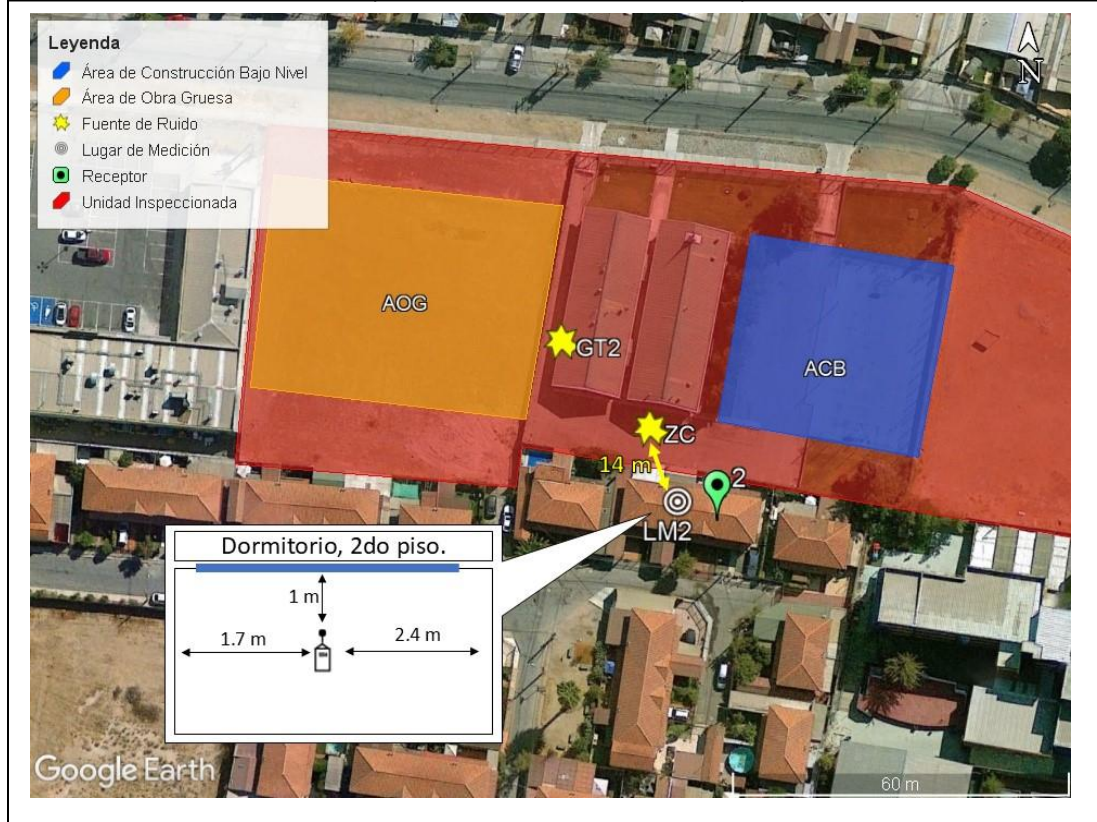 Leyenda
Área de Construcción Bajo Nivel
Área de Obra Gruesa
Fuente de Ruido
Lugar de Medición
Receptor
Unidad Inspeccionada
N
AOG
GT2
ACB
ZC
14 m
2
LM2
Dormitorio, 2do piso.
1 m
1.7 m
2.4 m
Google Earth
60 m